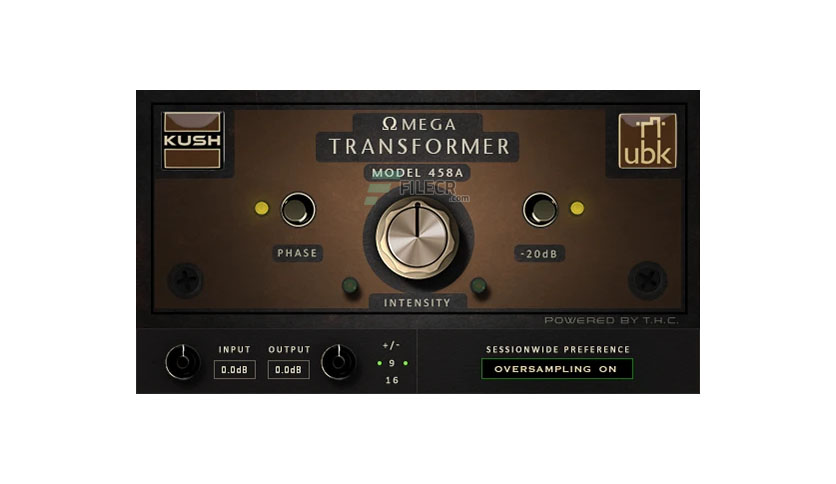 KUSH
ΩMEGA
TRANSFORMER
MODEL 458A
ubk
FILECR
.com
PHASE
-20dB
INTENSITY
POWERED BY T.H.C.
INPUT
OUTPUT
0.0dB
0.0dB
+/-
9
16
SESSIONWIDE PREFERENCE
OVERSAMPLING ON